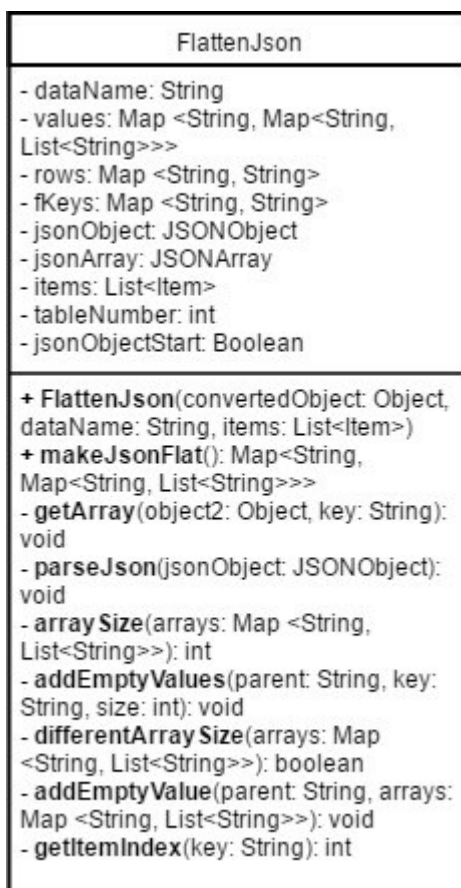 FlattenJson
- dataName: String
- values: Map <String, Map<String,
List<String>>>
- rows: Map <String, String>
- fKeys: Map <String, String>
- jsonObject: JSONObject
- jsonArray: JSONArray
- items: List<Item>
- tableNumber: int
- jsonObjectStart: Boolean
+ FlattenJson(convertedObject: Object,
dataName: String, items: List<Item>)
+ makeJsonFlat(): Map<String,
Map<String, List<String>>>
- getArray(object2: Object, key: String):
void
- parseJson(jsonObject: JSONObject):
void
- arraySize(arrays: Map <String,
List<String>>): int
- addEmptyValues(parent: String, key:
String, size: int): void
- differentArraySize(arrays: Map
<String, List<String>>): boolean
- addEmptyValue(parent: String, arrays:
Map <String, List<String>>): void
- getItemIndex(key: String): int